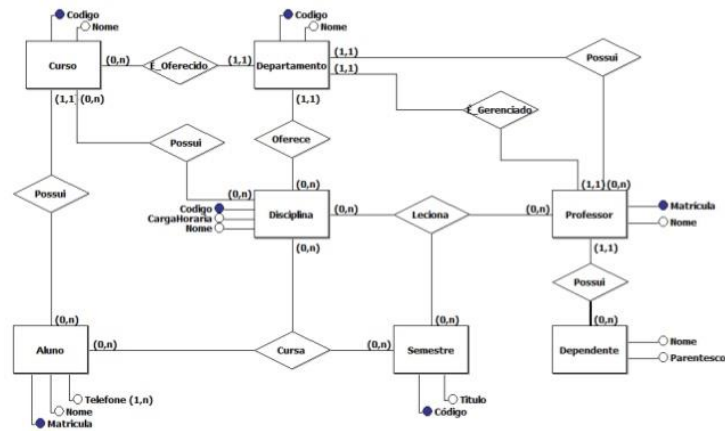 Codigo
Nome
Codigo
Nome
Curso
(0,n)
É_Oferecido
(1,1)
Departamento
(1,1)
(1,1)
Possui
(1,1)
(0,n)
(1,1)
É_Gerenciado
Possui
Oferece
Possui
(0,n)
(0,n)
(1,1)
(0,n)
Codigo
CargaHoraria
Nome
Disciplina
(0,n)
Leciona
(0,n)
Professor
Matricula
Nome
(0,n)
(1,1)
Possui
(0,n)
(0,n)
(0,n)
Aluno
(0,n)
Cursa
(0,n)
Semestre
Dependente
Nome
Parentesco
Telefone (1,n)
Nome
Matricula
Titulo
Código